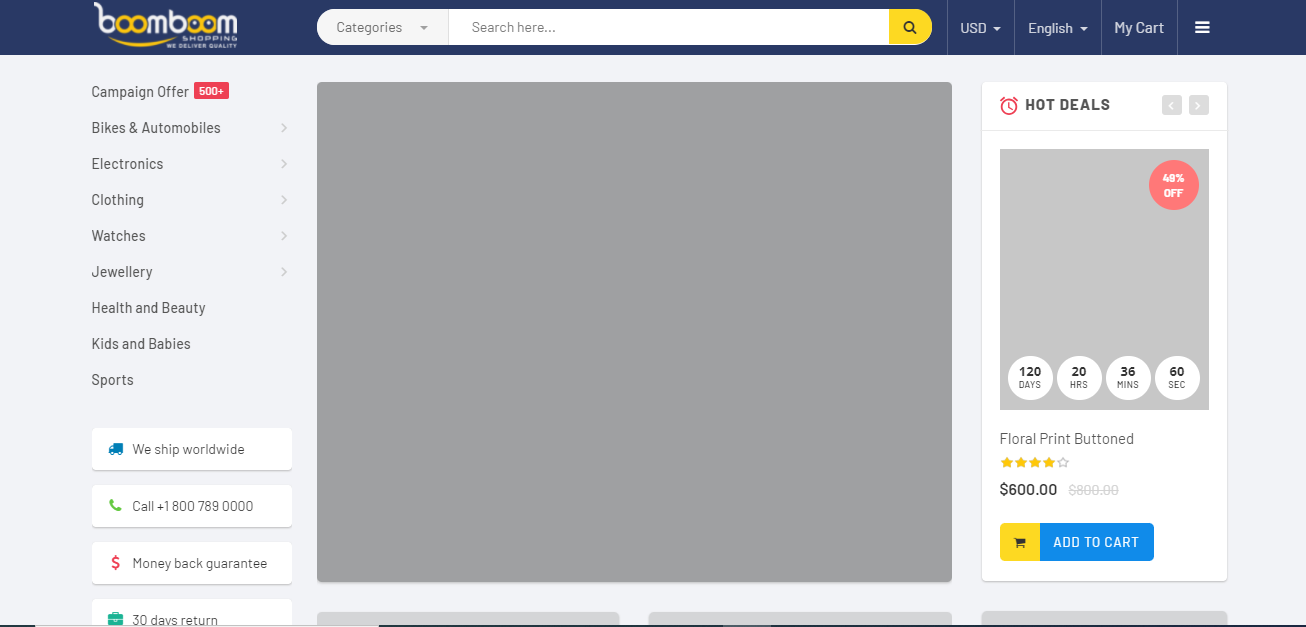 boomboom
SHOPPING
WE DELIVER QUALITY
Categories
Search here...
USD
English
My Cart
Campaign Offer 500+
Bikes & Automobiles
Electronics
Clothing
Watches
Jewellery
Health and Beauty
Kids and Babies
Sports
We ship worldwide
Call +1 800 789 0000
Money back guarantee
30 days return
HOT DEALS
49%
OFF
120 20 36 60
DAYS HRS MINS SEC
Floral Print Buttoned
$600.00 $800.00
ADD TO CART